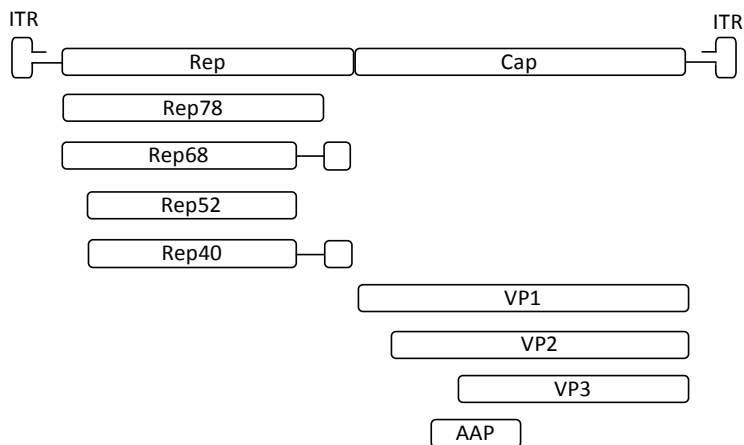 ITR
ITR
Rep
Cap
Rep78
Rep68
Rep52
Rep40
VP1
VP2
VP3
AAP